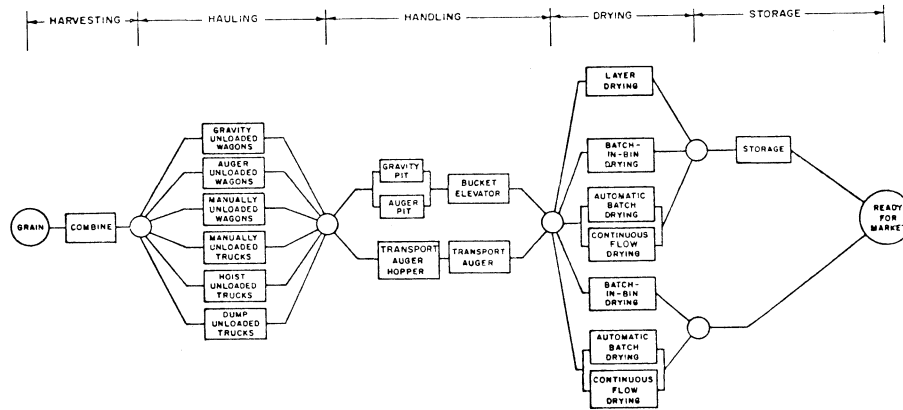 HARVESTING
HAULING
HANDLING
DRYING
STORAGE
GRAIN
COMBINE
GRAVITY
UNLOADED
WAGONS
AUGER
UNLOADED
WAGONS
MANUALLY
UNLOADED
WAGONS
MANUALLY
UNLOADED
TRUCKS
HOIST
UNLOADED
TRUCKS
DUMP
UNLOADED
TRUCKS
GRAVITY
PIT
AUGER
PIT
BUCKET
ELEVATOR
TRANSPORT
AUGER
HOPPER
TRANSPORT
AUGER
LAYER
DRYING
BATCH-
IN-BIN
DRYING
AUTOMATIC
BATCH
DRYING
CONTINUOUS
FLOW DRYING
BATCH-
IN-BIN
DRYING
AUTOMATIC
BATCH
DRYING
CONTINUOUS
FLOW
DRYING
STORAGE
READY
FOR
MARKET